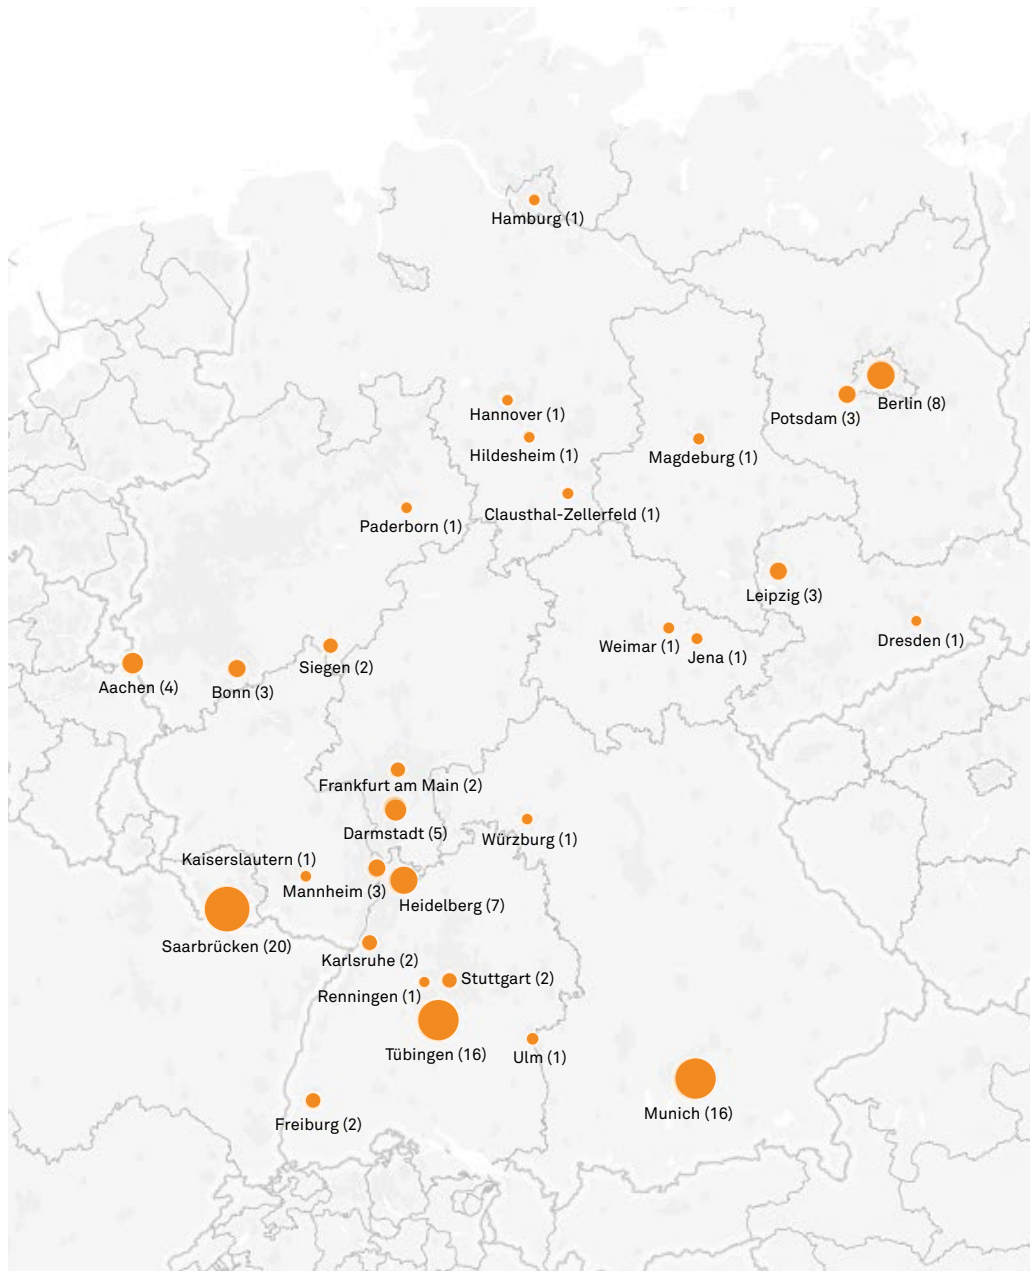 Hamburg (1)
Hannover (1)
Berlin (8)
Potsdam (3)
Hildesheim (1)
Magdeburg (1)
Clausthal-Zellerfeld (1)
Paderborn (1)
Leipzig (3)
Dresden (1)
Weimar (1)
Jena (1)
Siegen (2)
Aachen (4)
Bonn (3)
Frankfurt am Main (2)
Darmstadt (5)
Würzburg (1)
Kaiserslautern (1)
Mannheim (3)
Heidelberg (7)
Saarbrücken (20)
Karlsruhe (2)
Stuttgart (2)
Renningen (1)
Tübingen (16)
Ulm (1)
Munich (16)
Freiburg (2)